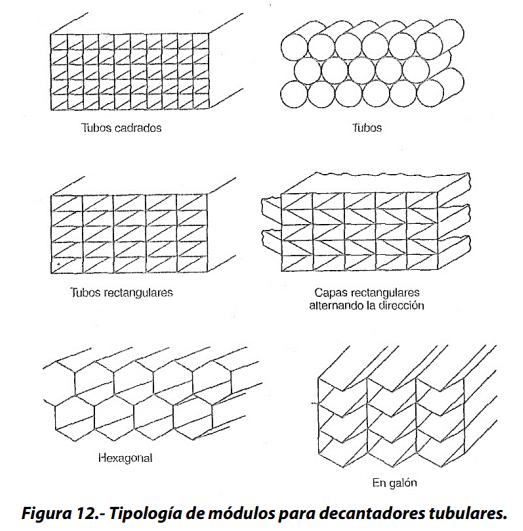 Tubos cadrados
Tubos
Tubos rectangulares
Capas rectangulares
alternando la dirección
Hexagonal
En galón
Figura 12.- Tipología de módulos para decantadores tubulares.